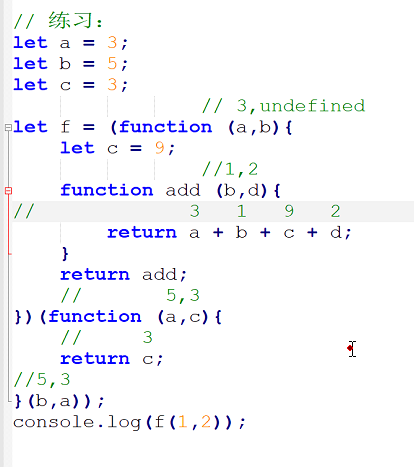 // 练习：
let a = 3;
let b = 5;
let c = 3;
// 3,undefined
let f = (function (a,b){
let c = 9;
//1,2
function add (b,d){
// 3 1 9 2
return a + b + c + d;
}
return add;
// 5,3
})(function (a,c){
// 3
return c;
//5,3
}(b,a));
console.log(f(1,2));